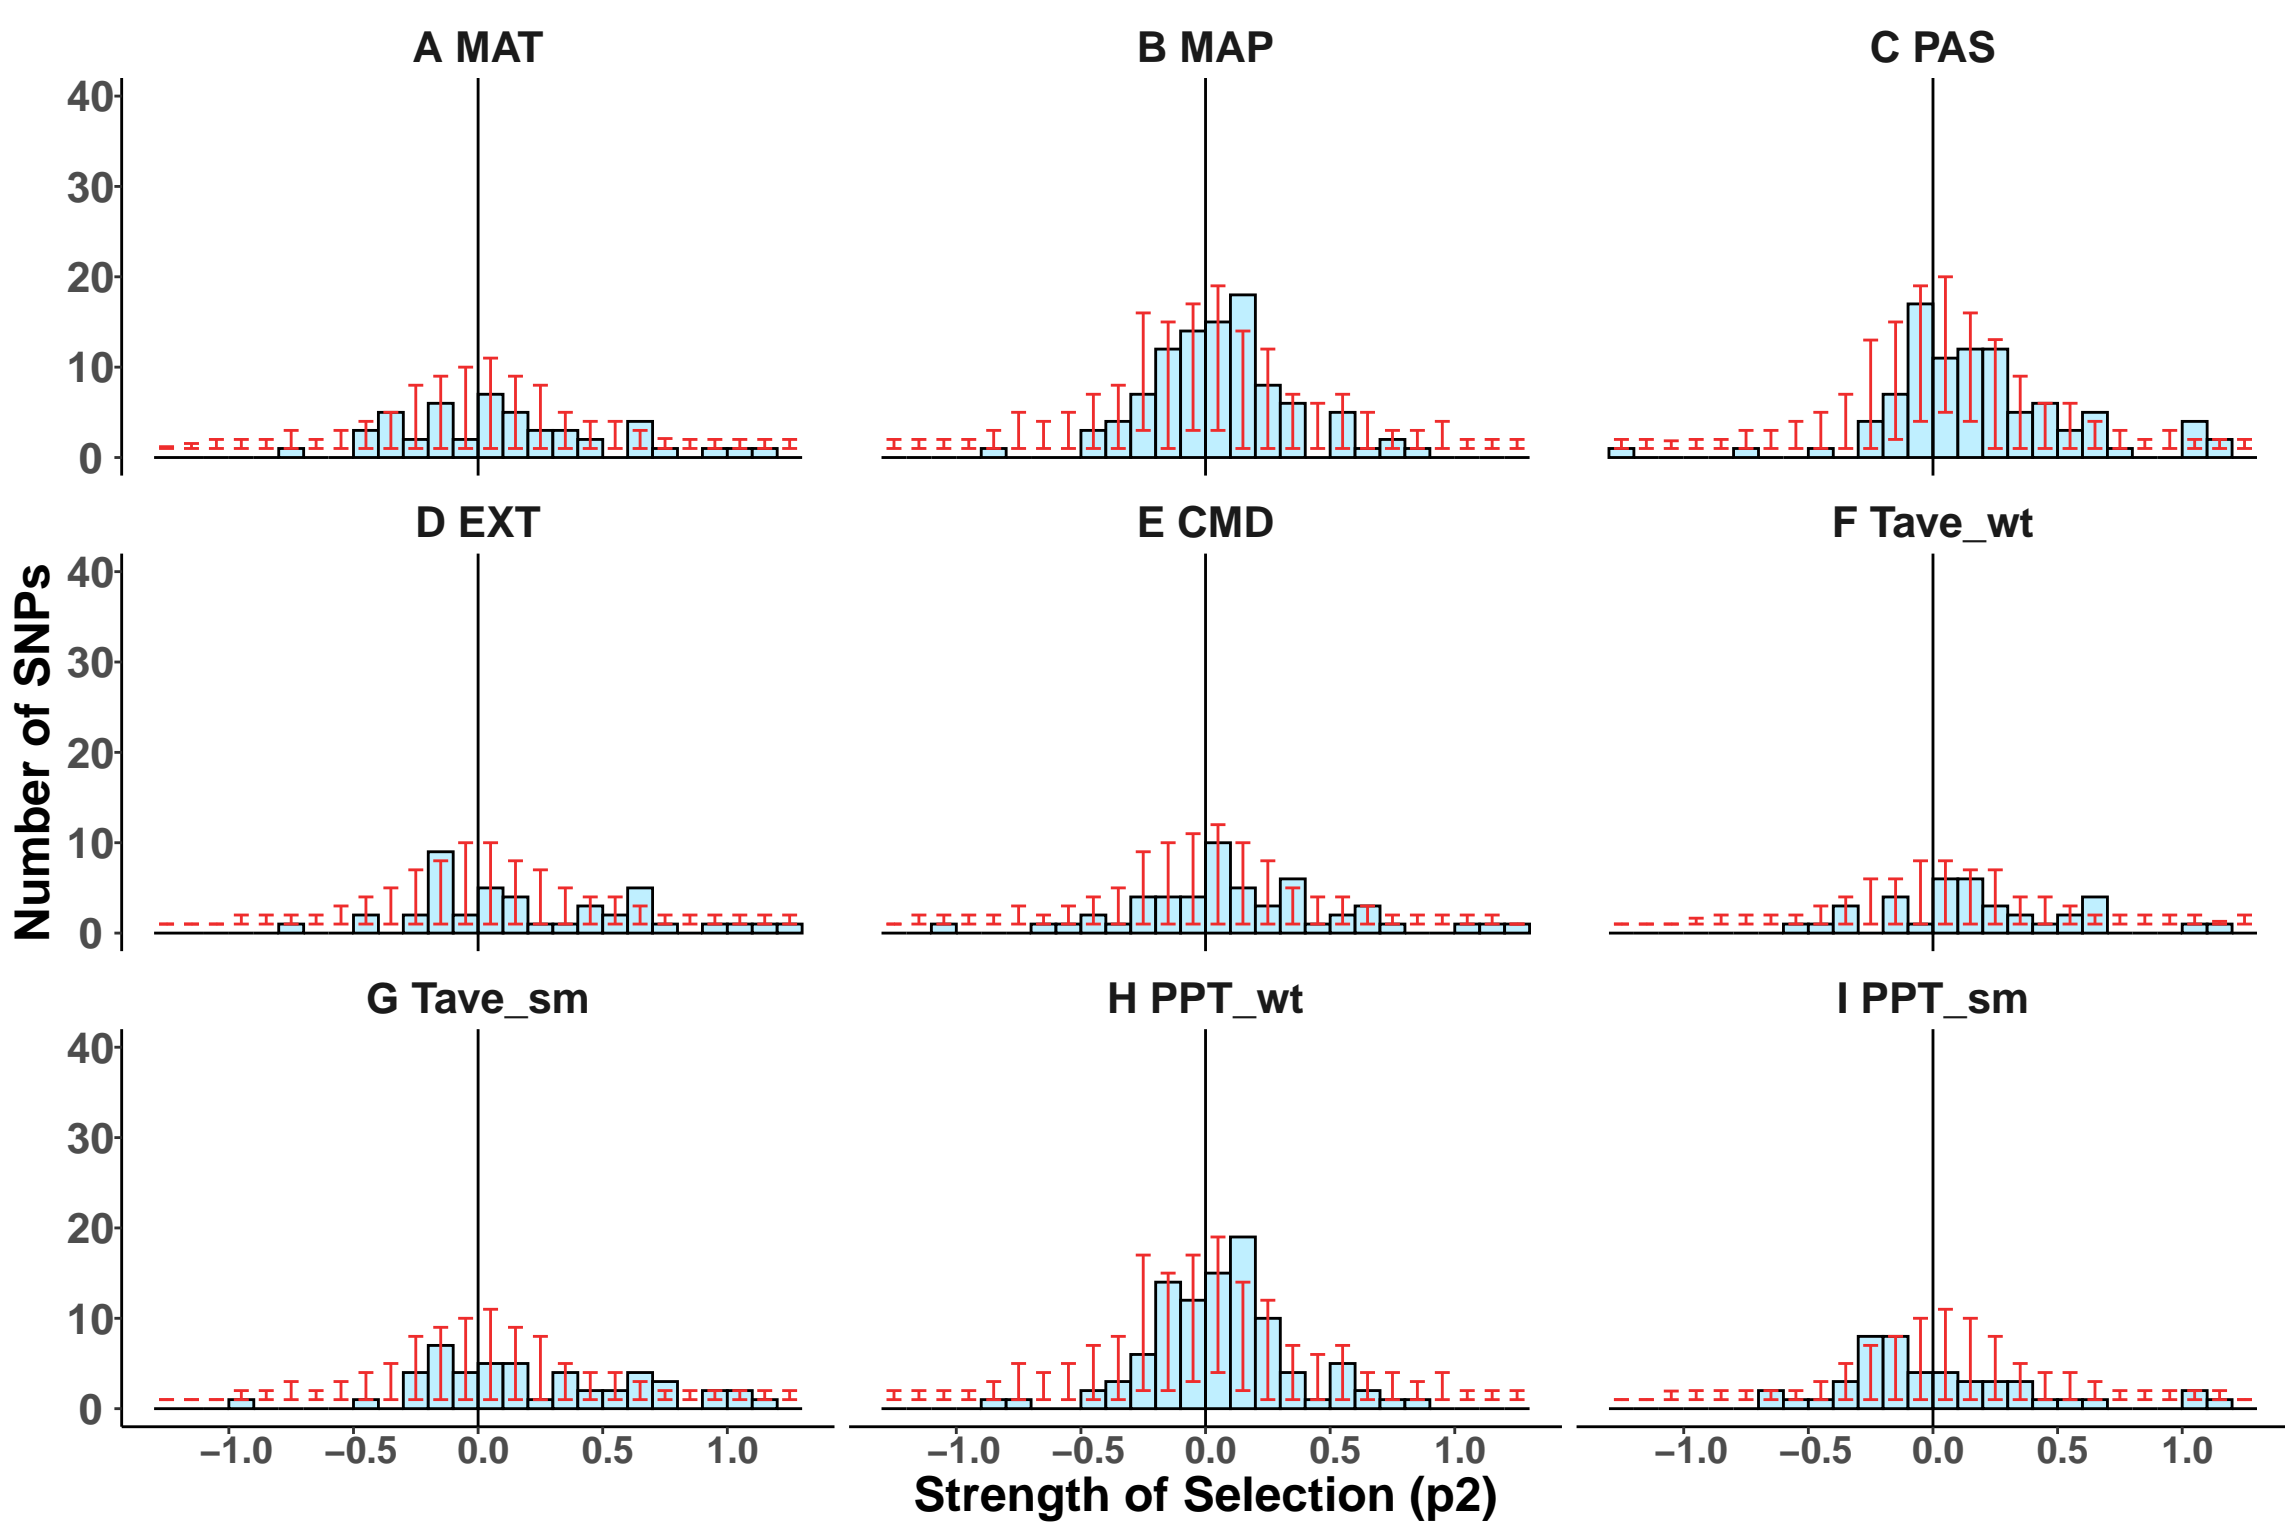 A MAT
B MAP
C PAS
40
30
20
10
0
D EXT
E CMD
F Tave_wt
40
30
20
10
0
Number of SNPs
G Tave_sm
H PPT_wt
I PPT_sm
40
30
20
10
0
−1.0 −0.5 0.0 0.5 1.0
−1.0 −0.5 0.0 0.5 1.0
−1.0 −0.5 0.0 0.5 1.0
Strength of Selection (p2)